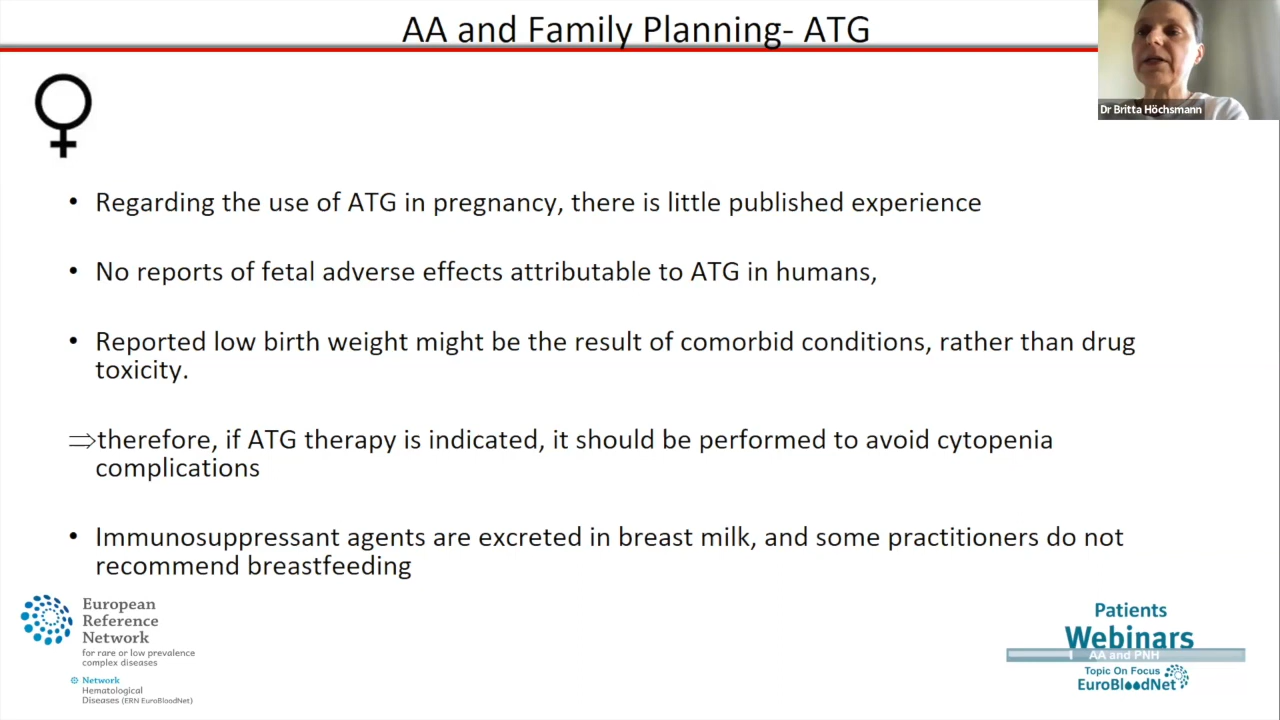 AA and Family Planning- ATG
Dr Britta Höchsmann
• Regarding the use of ATG in pregnancy, there is little published experience
• No reports of fetal adverse effects attributable to ATG in humans,
• Reported low birth weight might be the result of comorbid conditions, rather than drug
toxicity.
⇒therefore, if ATG therapy is indicated, it should be performed to avoid cytopenia
complications
• Immunosuppressant agents are excreted in breast milk, and some practitioners do not
recommend breastfeeding
European
Reference
Network
for rare or low prevalence
complex diseases
Network
Hematological
Diseases (ERN EuroBloodNet)
Patients
Webinars
AA and PNH
Topic On Focus
EuroBloodNet